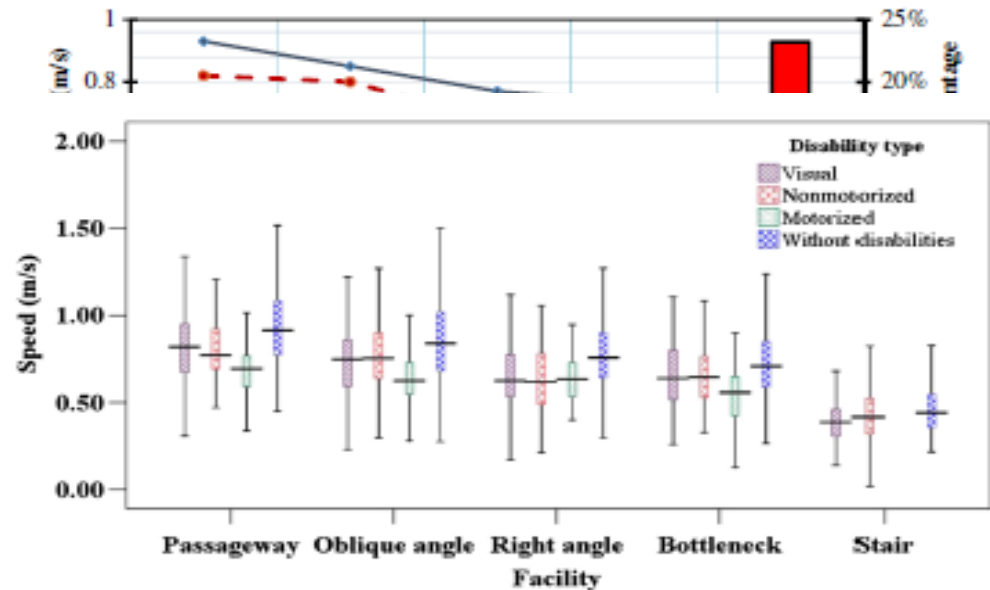 1
25%
(m/s)
0.8
20%
ntage
2.00
1.50
1.00
0.50
0.00
Speed (m/s)
Disability type
Visual
Nonmotorized
Motorized
Without disabilities
Passageway Oblique angle Right angle Bottleneck Stair
Facility